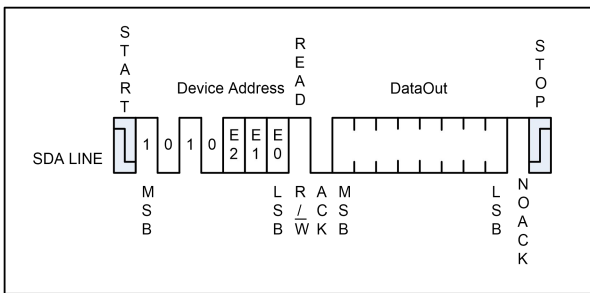 START
READ
STOP
Device Address
DataOut
SDA LINE
1 0 1 0 E2 E1 E0
MSB
LSB
R/W̅
ACK
MSB
LSB
NOACK